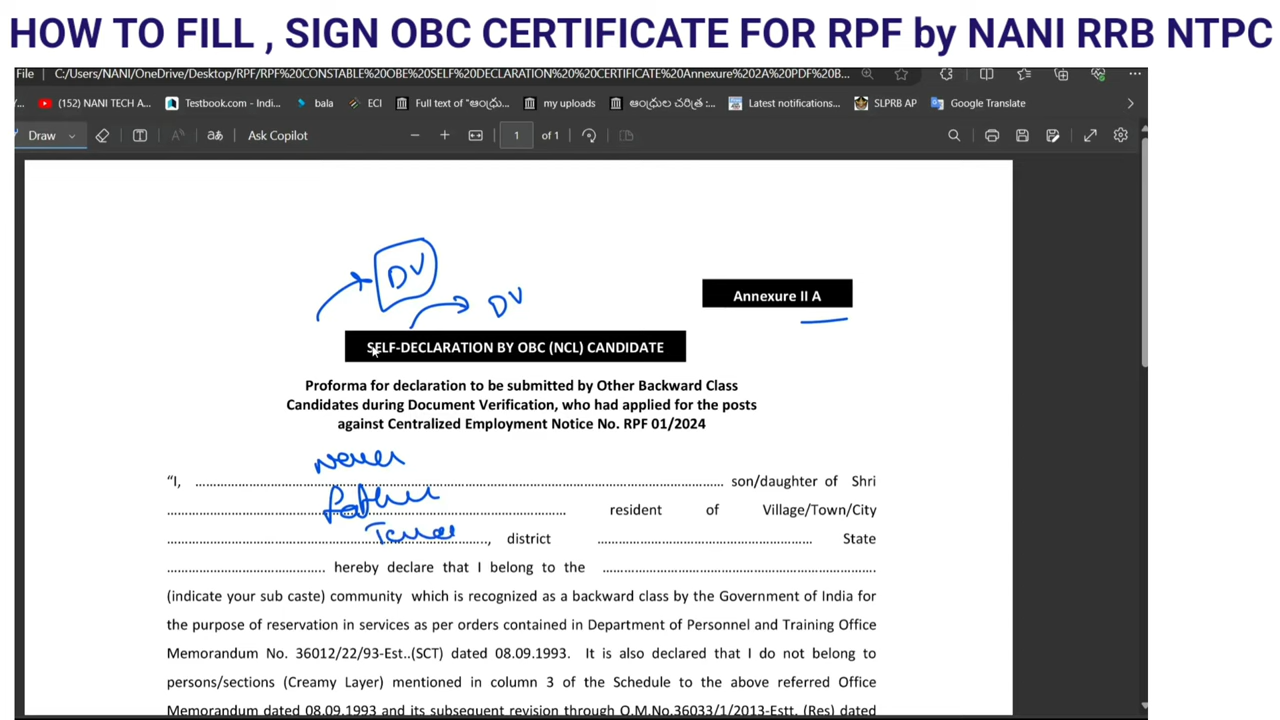 HOW TO FILL , SIGN OBC CERTIFICATE FOR RPF by NANI RRB NTPC
File C:/Users/NANI/OneDrive/Desktop/RPF/RPF%20CONSTABLE%20OBE%20SELF%20DECLARATION%20%20CERTIFICATE%20Annexure%202A%20PDF%20B...
/... (152) NANI TECH A... Testbook.com - Indi... bala ECI Full text of "ఆంధ్రు... my uploads ఆంధ్రుల చరిత్ర :... Latest notifications... SLPRB AP Google Translate
Draw aあ Ask Copilot 1 of 1
DV
DV
Annexure II A
SELF-DECLARATION BY OBC (NCL) CANDIDATE
Proforma for declaration to be submitted by Other Backward Class
Candidates during Document Verification, who had applied for the posts
against Centralized Employment Notice No. RPF 01/2024
"I, ........................................................ son/daughter of Shri
Father
........................................................ resident of Village/Town/City
........................................................, district ........................................................ State
........................................ hereby declare that I belong to the ........................................................
(indicate your sub caste) community which is recognized as a backward class by the Government of India for
the purpose of reservation in services as per orders contained in Department of Personnel and Training Office
Memorandum No. 36012/22/93-Est..(SCT) dated 08.09.1993. It is also declared that I do not belong to
persons/sections (Creamy Layer) mentioned in column 3 of the Schedule to the above referred Office
Memorandum dated 08.09.1993 and its subsequent revision through O.M.No.36033/1/2013-Estt. (Res) dated